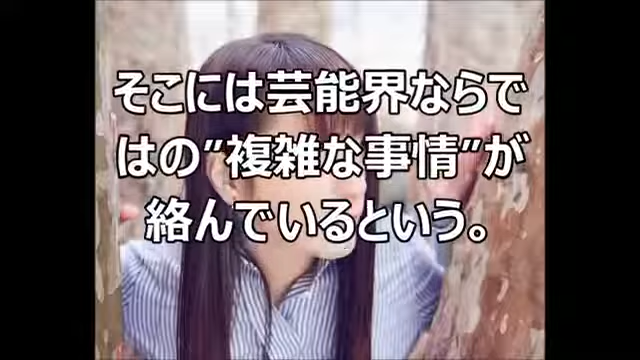 そこには芸能界ならで
はの”複雑な事情”が
絡んでいるという。